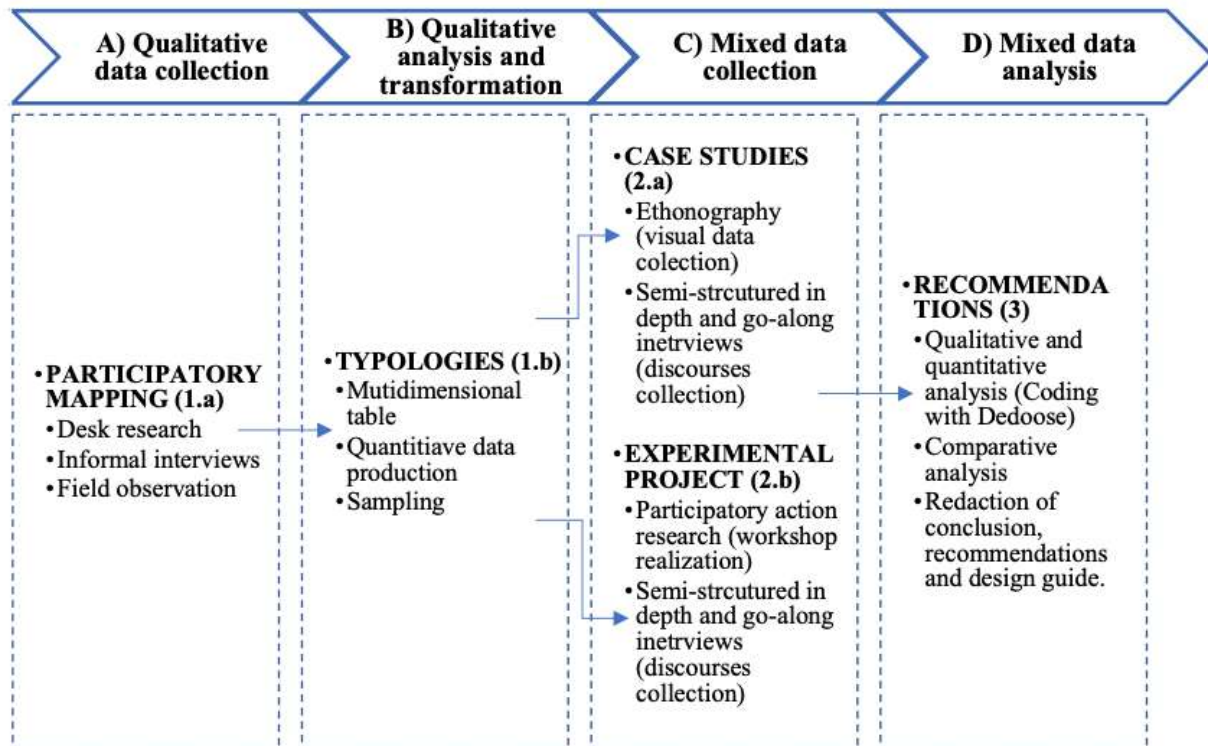 A) Qualitative
data collection
B) Qualitative
analysis and
transformation
C) Mixed data
collection
D) Mixed data
analysis
•PARTICIPATORY
MAPPING (1.a)
•Desk research
•Informal interviews
•Field observation
•TYPOLOGIES (1.b)
•Mutidimensional
table
•Quantitiave data
production
•Sampling
•CASE STUDIES
(2.a)
•Ethonography
(visual data
colection)
•Semi-strcutured in
depth and go-along
inetrviews
(discourses
collection)
•EXPERIMENTAL
PROJECT (2.b)
•Participatory action
research (workshop
realization)
•Semi-strcutured in
depth and go-along
inetrviews
(discourses
collection)
•RECOMMENDA
TIONS (3)
•Qualitative and
quantitative
analysis (Coding
with Dedoose)
•Comparative
analysis
•Redaction of
conclusion,
recommendations
and design guide.